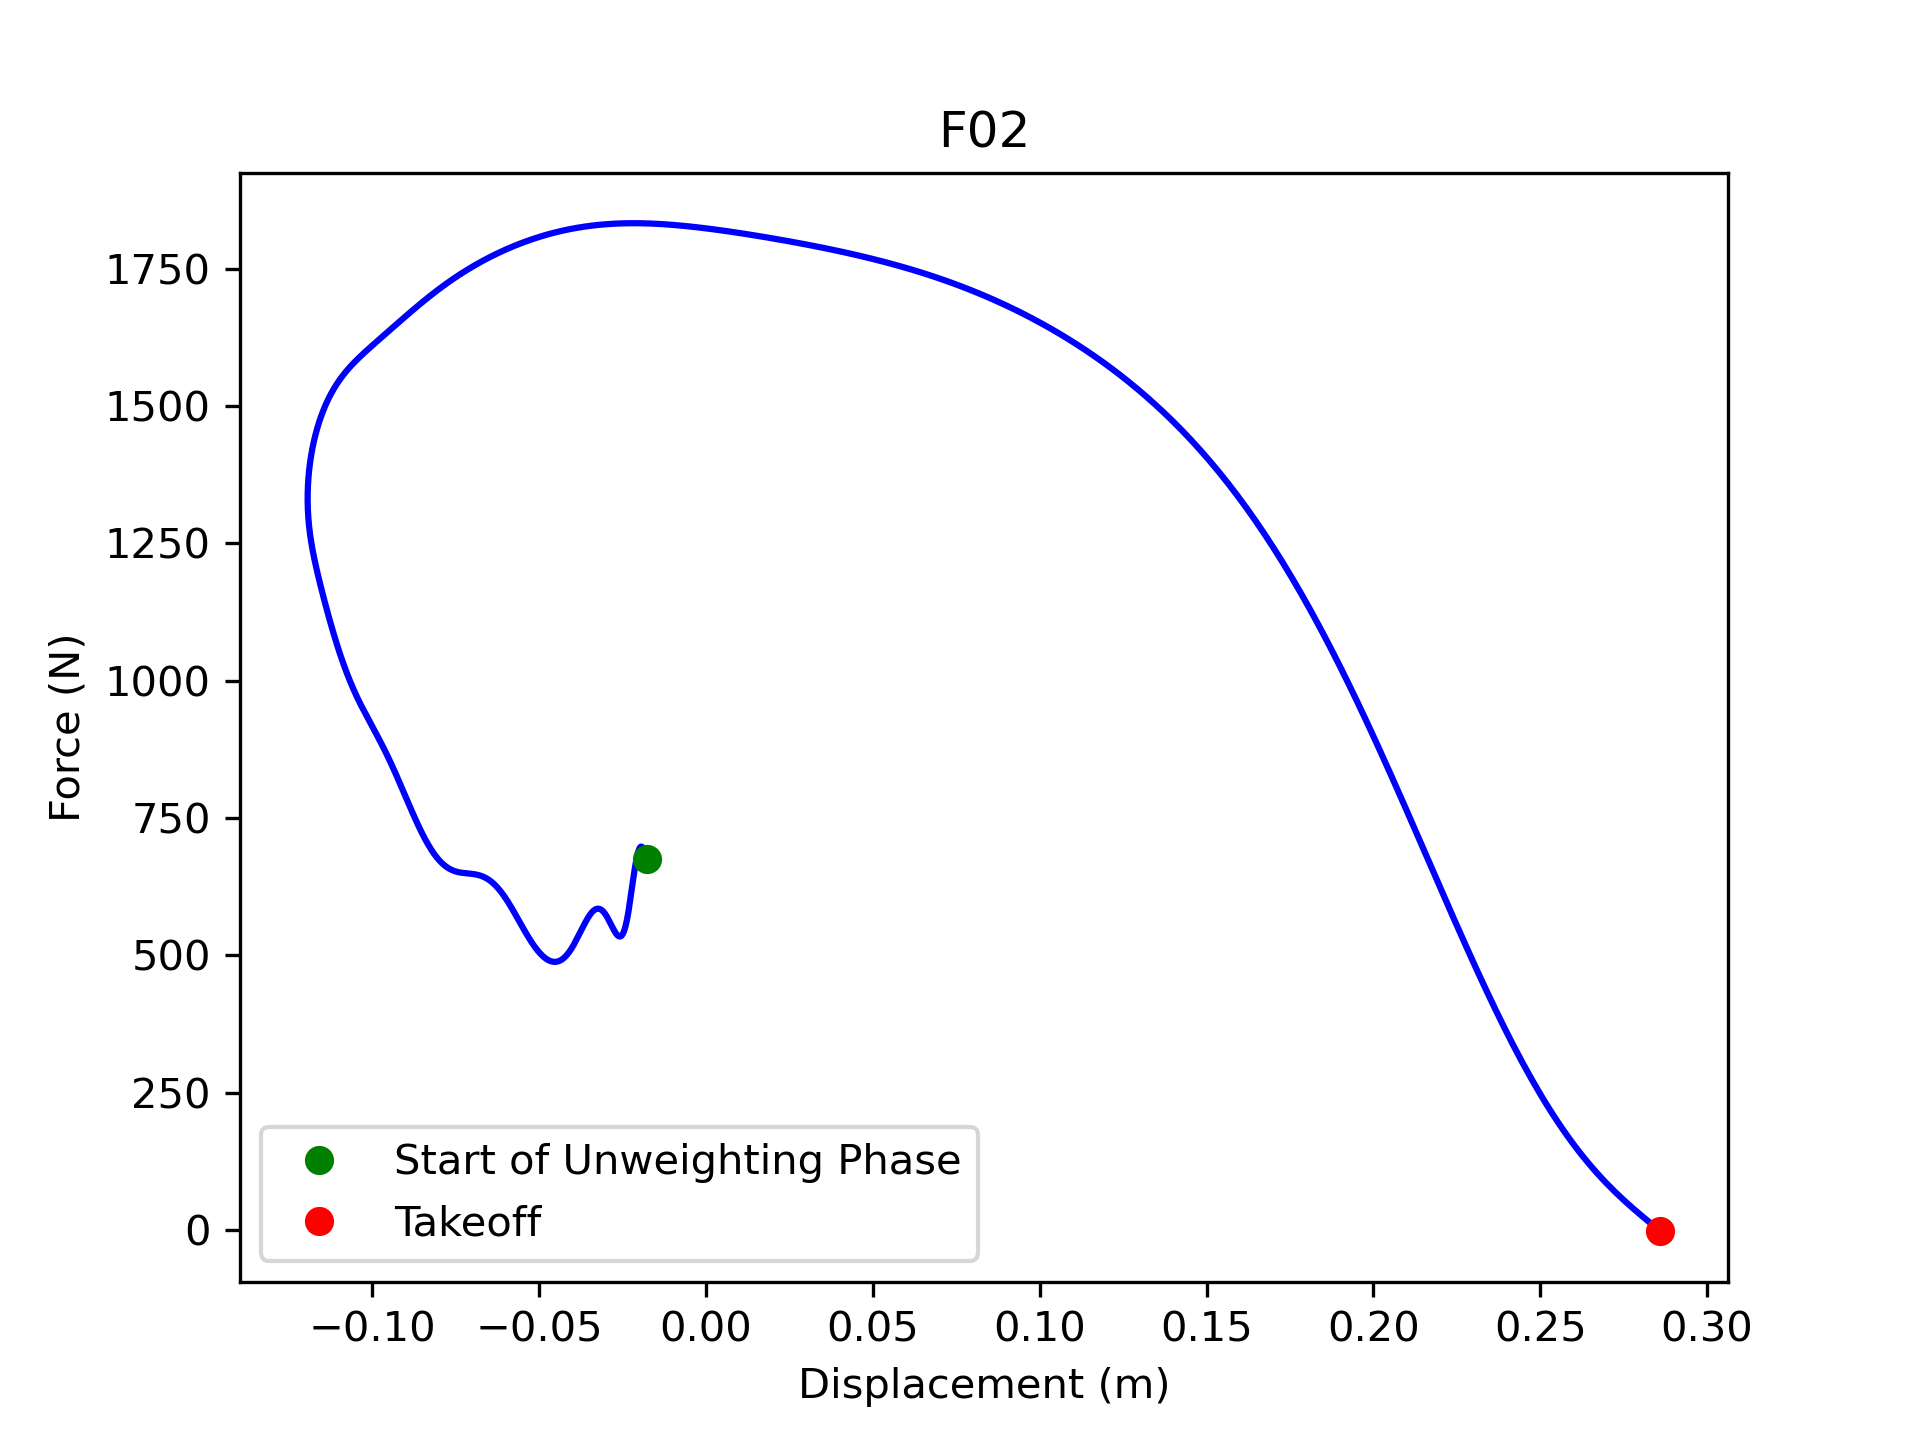 F02
1750
1500
1250
1000
750
500
250
0
Force (N)
Start of Unweighting Phase
Takeoff
−0.10 −0.05 0.00 0.05 0.10 0.15 0.20 0.25 0.30
Displacement (m)